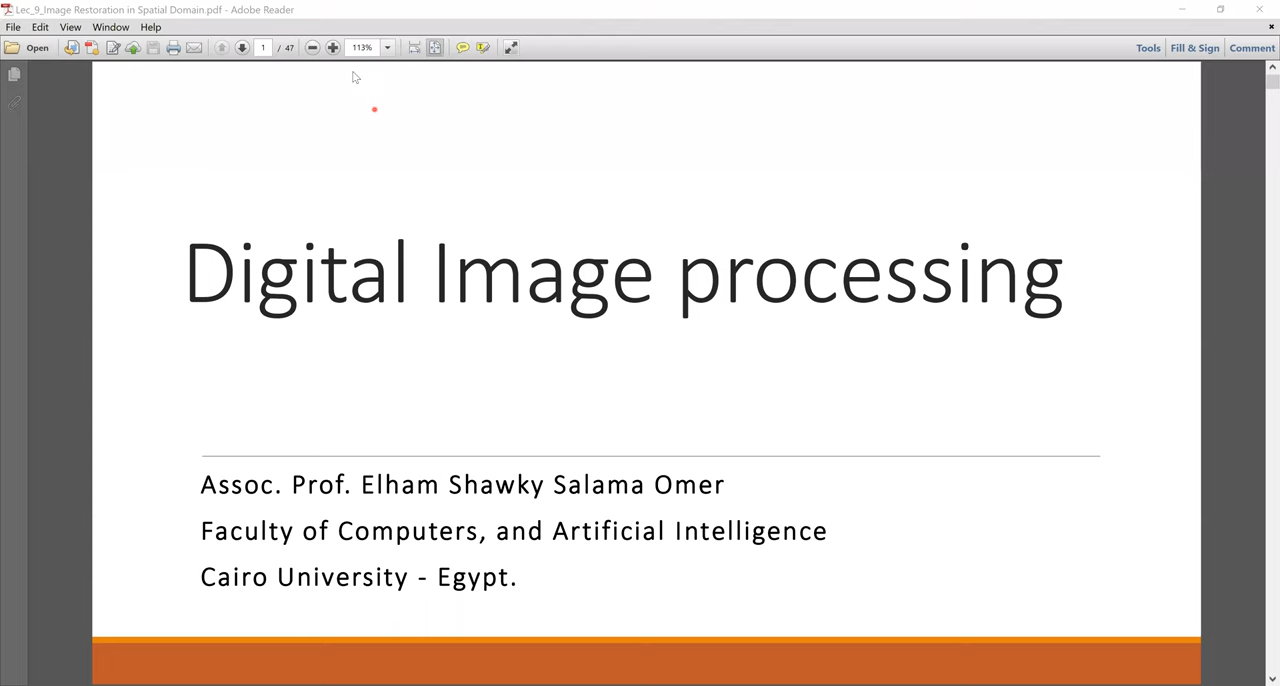 Lec_9_Image Restoration in Spatial Domain.pdf - Adobe Reader
File Edit View Window Help
Open 1 / 47 113% Tools Fill & Sign Comment
Digital Image processing
Assoc. Prof. Elham Shawky Salama Omer
Faculty of Computers, and Artificial Intelligence
Cairo University - Egypt.